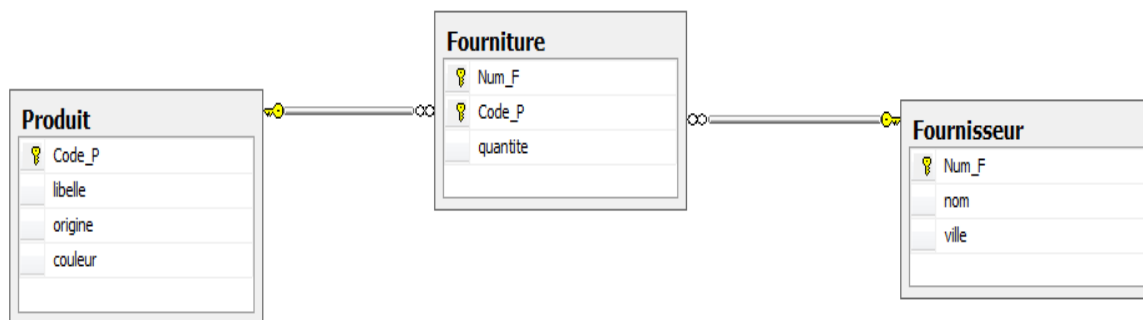 Produit
Code_P
libelle
origine
couleur
Fourniture
Num_F
Code_P
quantite
Fournisseur
Num_F
nom
ville